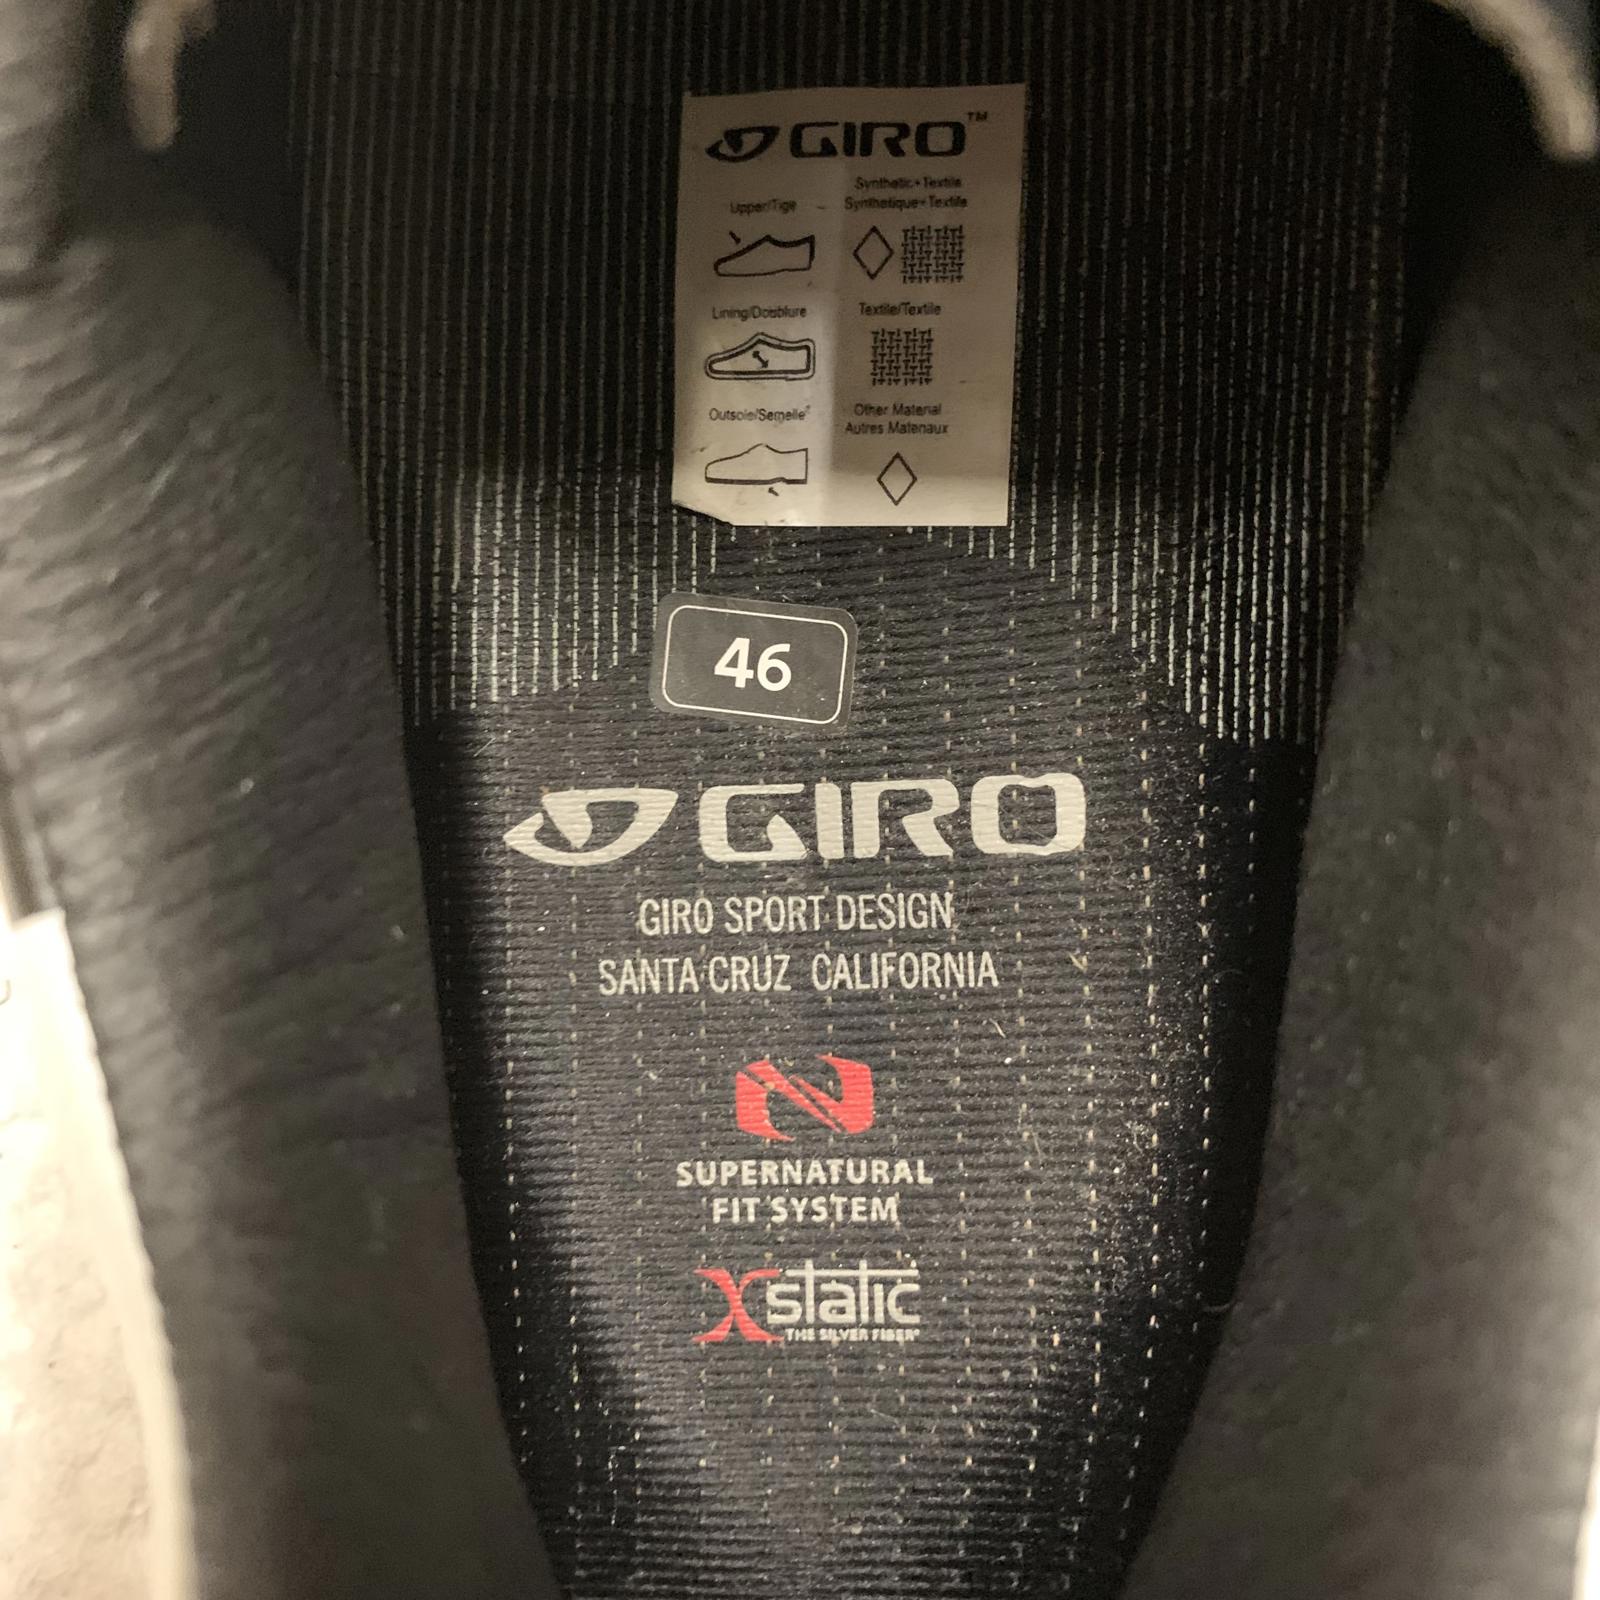 GIRO™
Synthetic+Textile
Upper/Tige Synthetique+Textile
Lining/Doublure Textile/Textile
Outsole/Semelle Other Material
Autres Materiaux
46
GIRO
GIRO SPORT DESIGN
SANTA CRUZ CALIFORNIA
SUPERNATURAL
FIT SYSTEM
X static
THE SILVER FIBER®